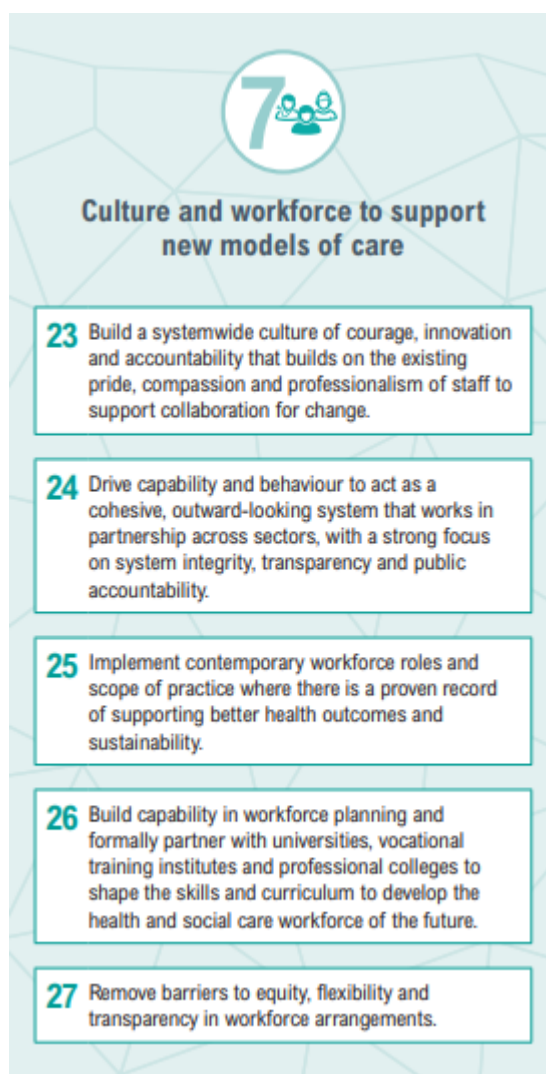 7
Culture and workforce to support
new models of care
23 Build a systemwide culture of courage, innovation
and accountability that builds on the existing
pride, compassion and professionalism of staff to
support collaboration for change.
24 Drive capability and behaviour to act as a
cohesive, outward-looking system that works in
partnership across sectors, with a strong focus
on system integrity, transparency and public
accountability.
25 Implement contemporary workforce roles and
scope of practice where there is a proven record
of supporting better health outcomes and
sustainability.
26 Build capability in workforce planning and
formally partner with universities, vocational
training institutes and professional colleges to
shape the skills and curriculum to develop the
health and social care workforce of the future.
27 Remove barriers to equity, flexibility and
transparency in workforce arrangements.